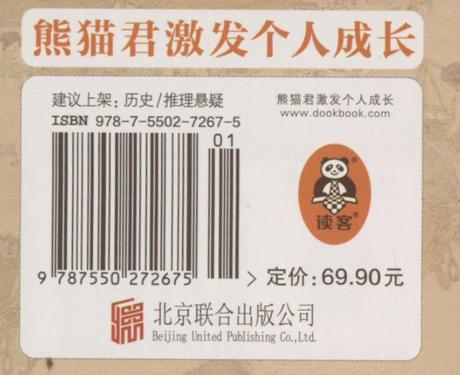 熊猫君激发个人成长
建议上架：历史/推理悬疑
ISBN 978-7-5502-7267-5
01
9 787550 272675 >
熊猫君激发个人成长
www.dookbook.com
读客®
定价：69.90元
北京联合出版公司
Beijing United Publishing Co.,Ltd.